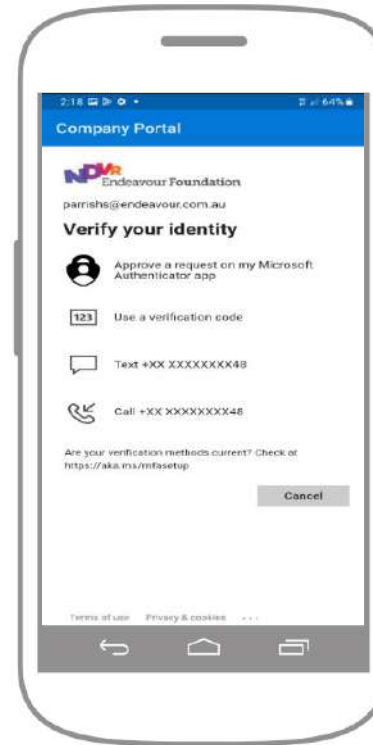 2:18 64%
Company Portal
NDVR
Endeavour Foundation
parrishs@endeavour.com.au
Verify your identity
Approve a request on my Microsoft
Authenticator app
123 Use a verification code
Text +XX XXXXXXXX48
Call +XX XXXXXXXX48
Are your verification methods current? Check at
https://aka.ms/mfasetup
Cancel
Terms of use Privacy & cookies ...